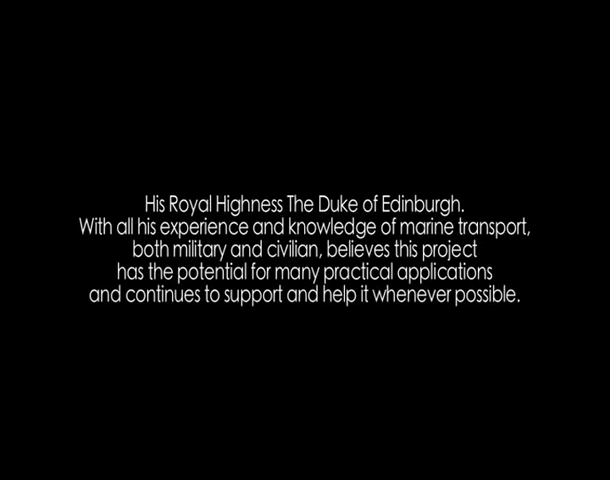 His Royal Highness The Duke of Edinburgh.
With all his experience and knowledge of marine transport,
both military and civilian, believes this project
has the potential for many practical applications
and continues to support and help it whenever possible.